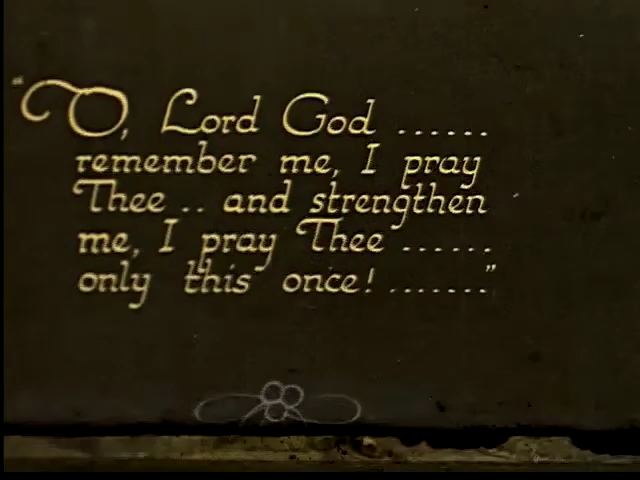 "O, Lord God ......
remember me, I pray
Thee .. and strengthen
me, I pray Thee ......
only this once! ......."